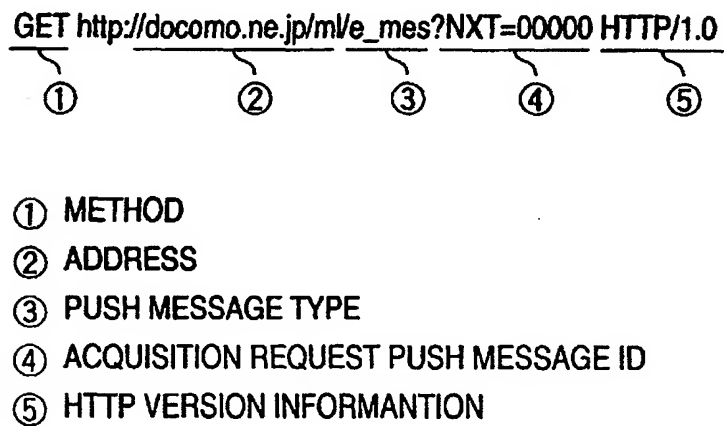 GET http://docomo.ne.jp/ml/e_mes?NXT=00000 HTTP/1.0
① ② ③ ④ ⑤
① METHOD
② ADDRESS
③ PUSH MESSAGE TYPE
④ ACQUISITION REQUEST PUSH MESSAGE ID
⑤ HTTP VERSION INFORMANTION